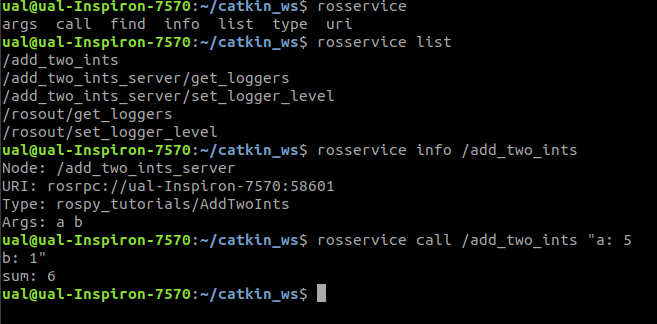 ual@ual-Inspiron-7570:~/catkin_ws$ rosservice
args  call  find  info  list  type  uri
ual@ual-Inspiron-7570:~/catkin_ws$ rosservice list
/add_two_ints
/add_two_ints_server/get_loggers
/add_two_ints_server/set_logger_level
/rosout/get_loggers
/rosout/set_logger_level
ual@ual-Inspiron-7570:~/catkin_ws$ rosservice info /add_two_ints
Node: /add_two_ints_server
URI: rosrpc://ual-Inspiron-7570:58601
Type: rospy_tutorials/AddTwoInts
Args: a b
ual@ual-Inspiron-7570:~/catkin_ws$ rosservice call /add_two_ints "a: 5
b: 1"
sum: 6
ual@ual-Inspiron-7570:~/catkin_ws$